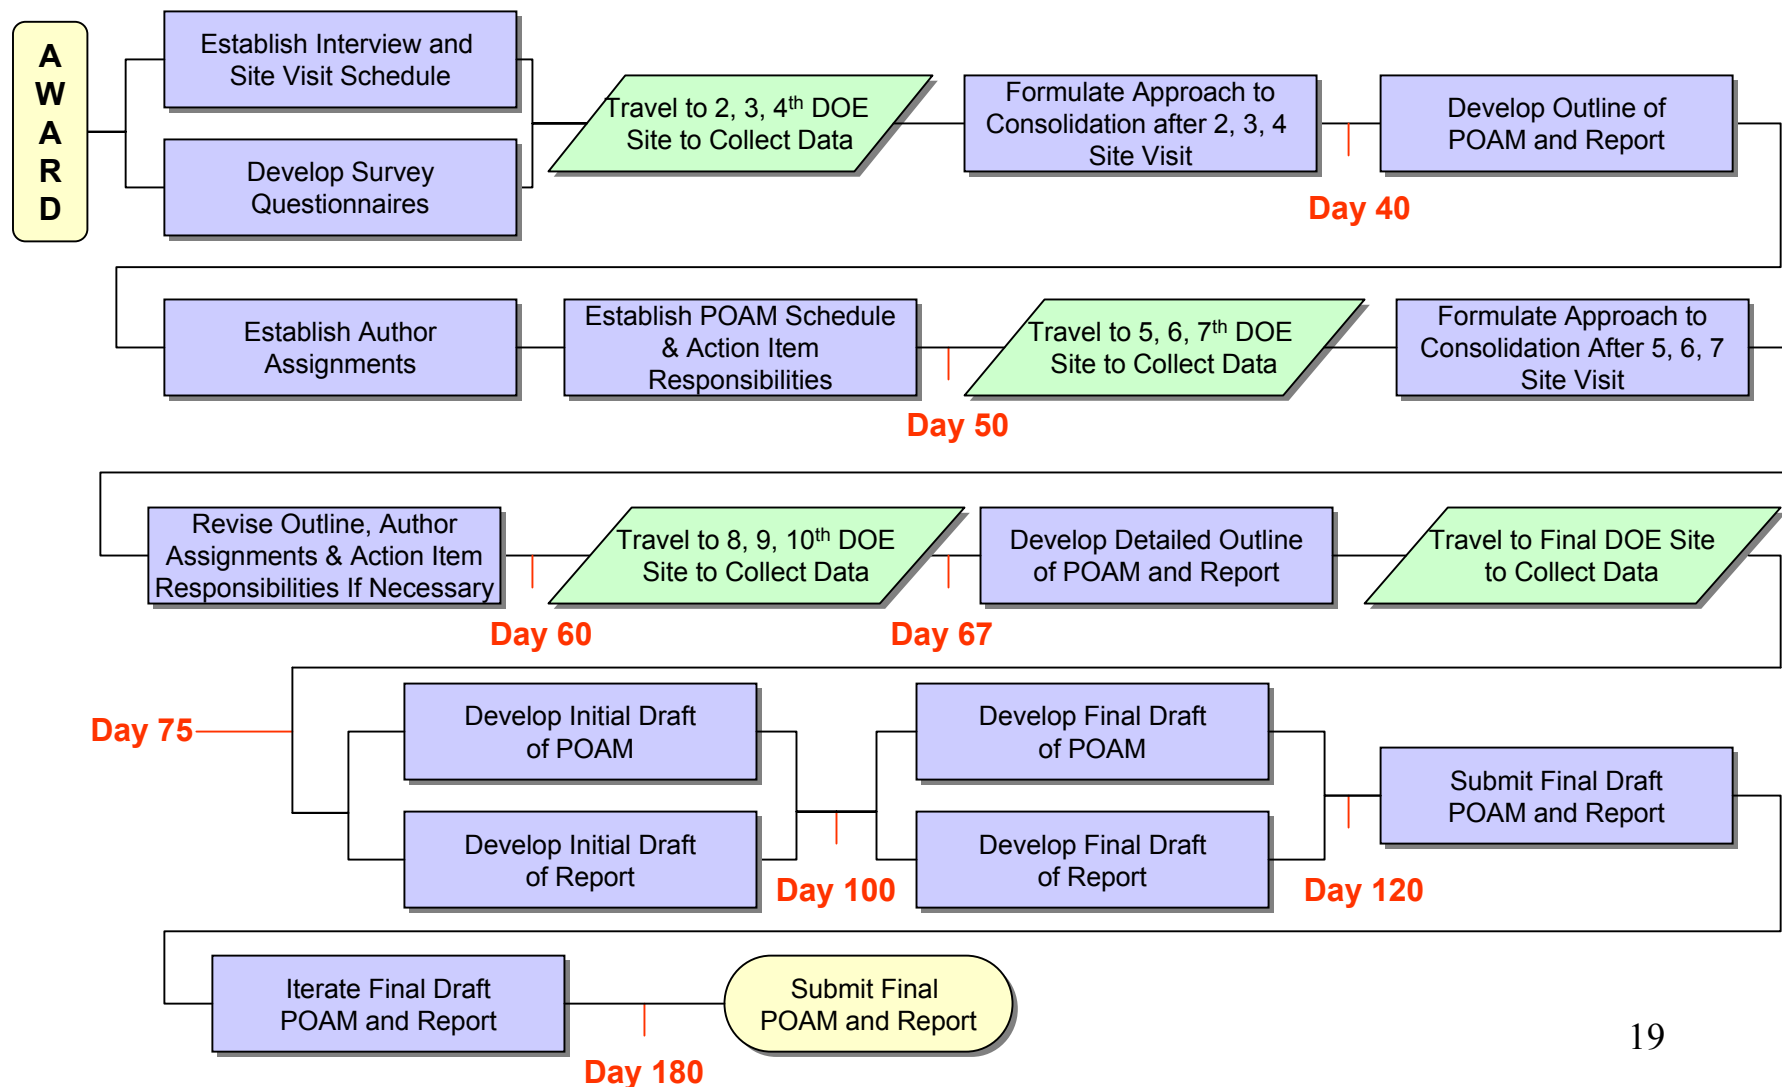 AWARD
Establish Interview and
Site Visit Schedule
Develop Survey
Questionnaires
Travel to 2, 3, 4th DOE
Site to Collect Data
Formulate Approach to
Consolidation after 2, 3, 4
Site Visit
Day 40
Develop Outline of
POAM and Report
Establish Author
Assignments
Establish POAM Schedule
& Action Item
Responsibilities
Day 50
Travel to 5, 6, 7th DOE
Site to Collect Data
Formulate Approach to
Consolidation After 5, 6, 7
Site Visit
Revise Outline, Author
Assignments & Action Item
Responsibilities If Necessary
Day 60
Travel to 8, 9, 10th DOE
Site to Collect Data
Day 67
Develop Detailed Outline
of POAM and Report
Travel to Final DOE Site
to Collect Data
Day 75
Develop Initial Draft
of POAM
Develop Initial Draft
of Report
Day 100
Develop Final Draft
of POAM
Develop Final Draft
of Report
Day 120
Submit Final Draft
POAM and Report
Iterate Final Draft
POAM and Report
Day 180
Submit Final
POAM and Report
19